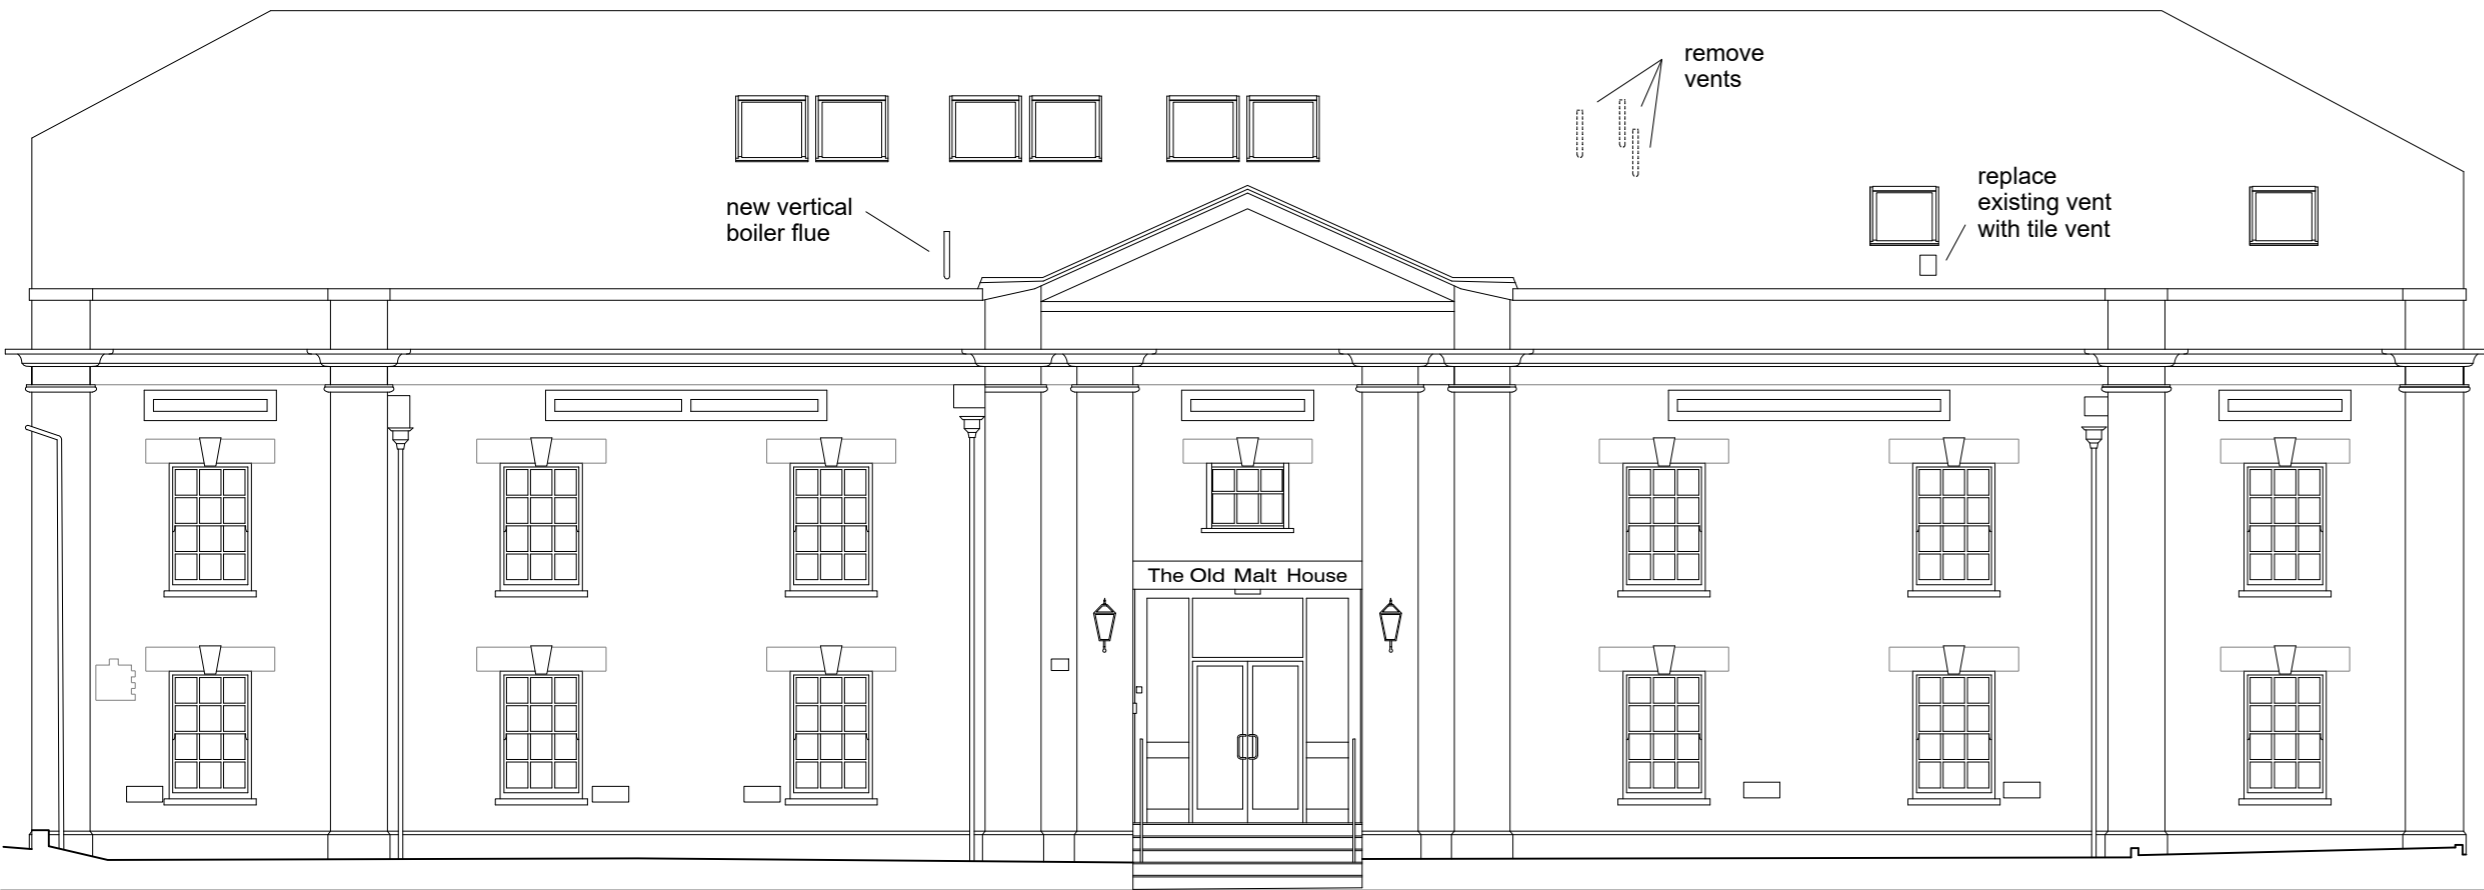 remove
vents
replace
existing vent
with tile vent
new vertical
boiler flue
The Old Malt House